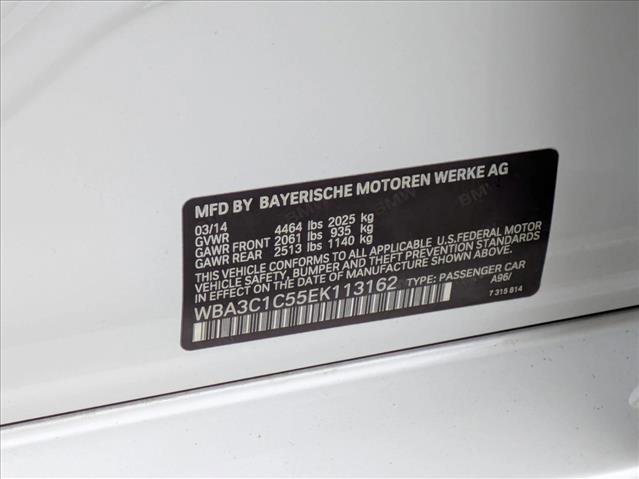 MFD BY BAYERISCHE MOTOREN WERKE AG
03/14 4464 lbs 2025 kg
GVWR
GAWR FRONT 2061 lbs 935 kg
GAWR REAR 2513 lbs 1140 kg
THIS CAR CONFORMS TO ALL APPLICABLE U.S.FEDERAL MOTOR
VEHICLE SAFETY, BUMPER AND THEFT PREVENTION STANDARDS
IN EFFECT ON THE DATE OF MANUFACTURE SHOWN ABOVE.
WBA3C1C55EK113162 TYPE: PASSENGER CAR
A96/
7 315 814